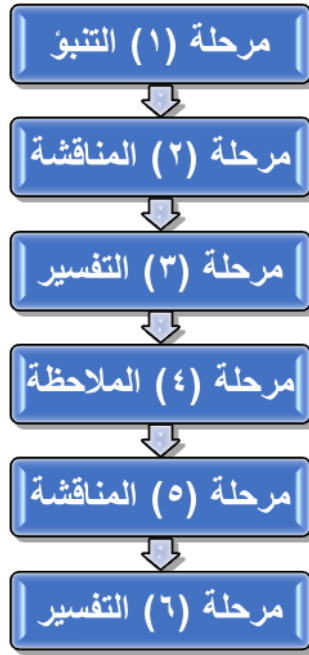 مرحلة (١) التنبؤ
مرحلة (٢) المناقشة
مرحلة (٣) التفسير
مرحلة (٤) الملاحظة
مرحلة (٥) المناقشة
مرحلة (٦) التفسير